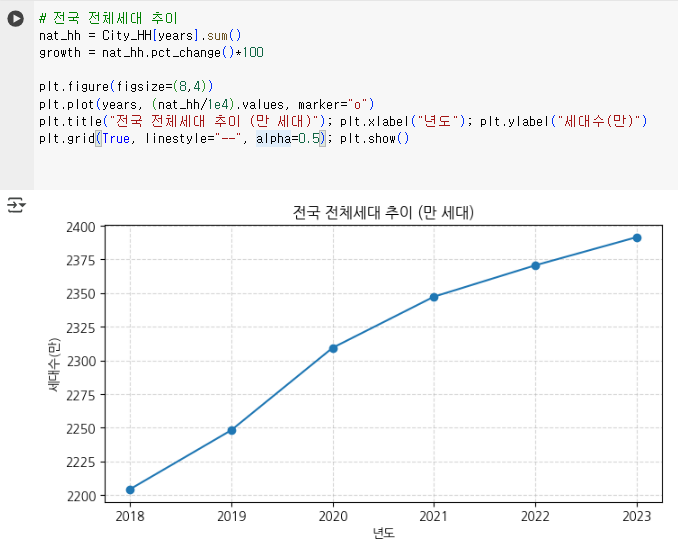 # 전국 전체세대 추이
nat_hh = City_HH[years].sum()
growth = nat_hh.pct_change()*100
plt.figure(figsize=(8,4))
plt.plot(years, (nat_hh/1e4).values, marker="o")
plt.title("전국 전체세대 추이 (만 세대)"); plt.xlabel("년도"); plt.ylabel("세대수(만)")
plt.grid(True, linestyle="--", alpha=0.5); plt.show()
전국 전체세대 추이 (만 세대)
2400
2375
2350
2325
2300
2275
2250
2225
2200
세대수(만)
2018 2019 2020 2021 2022 2023
년도